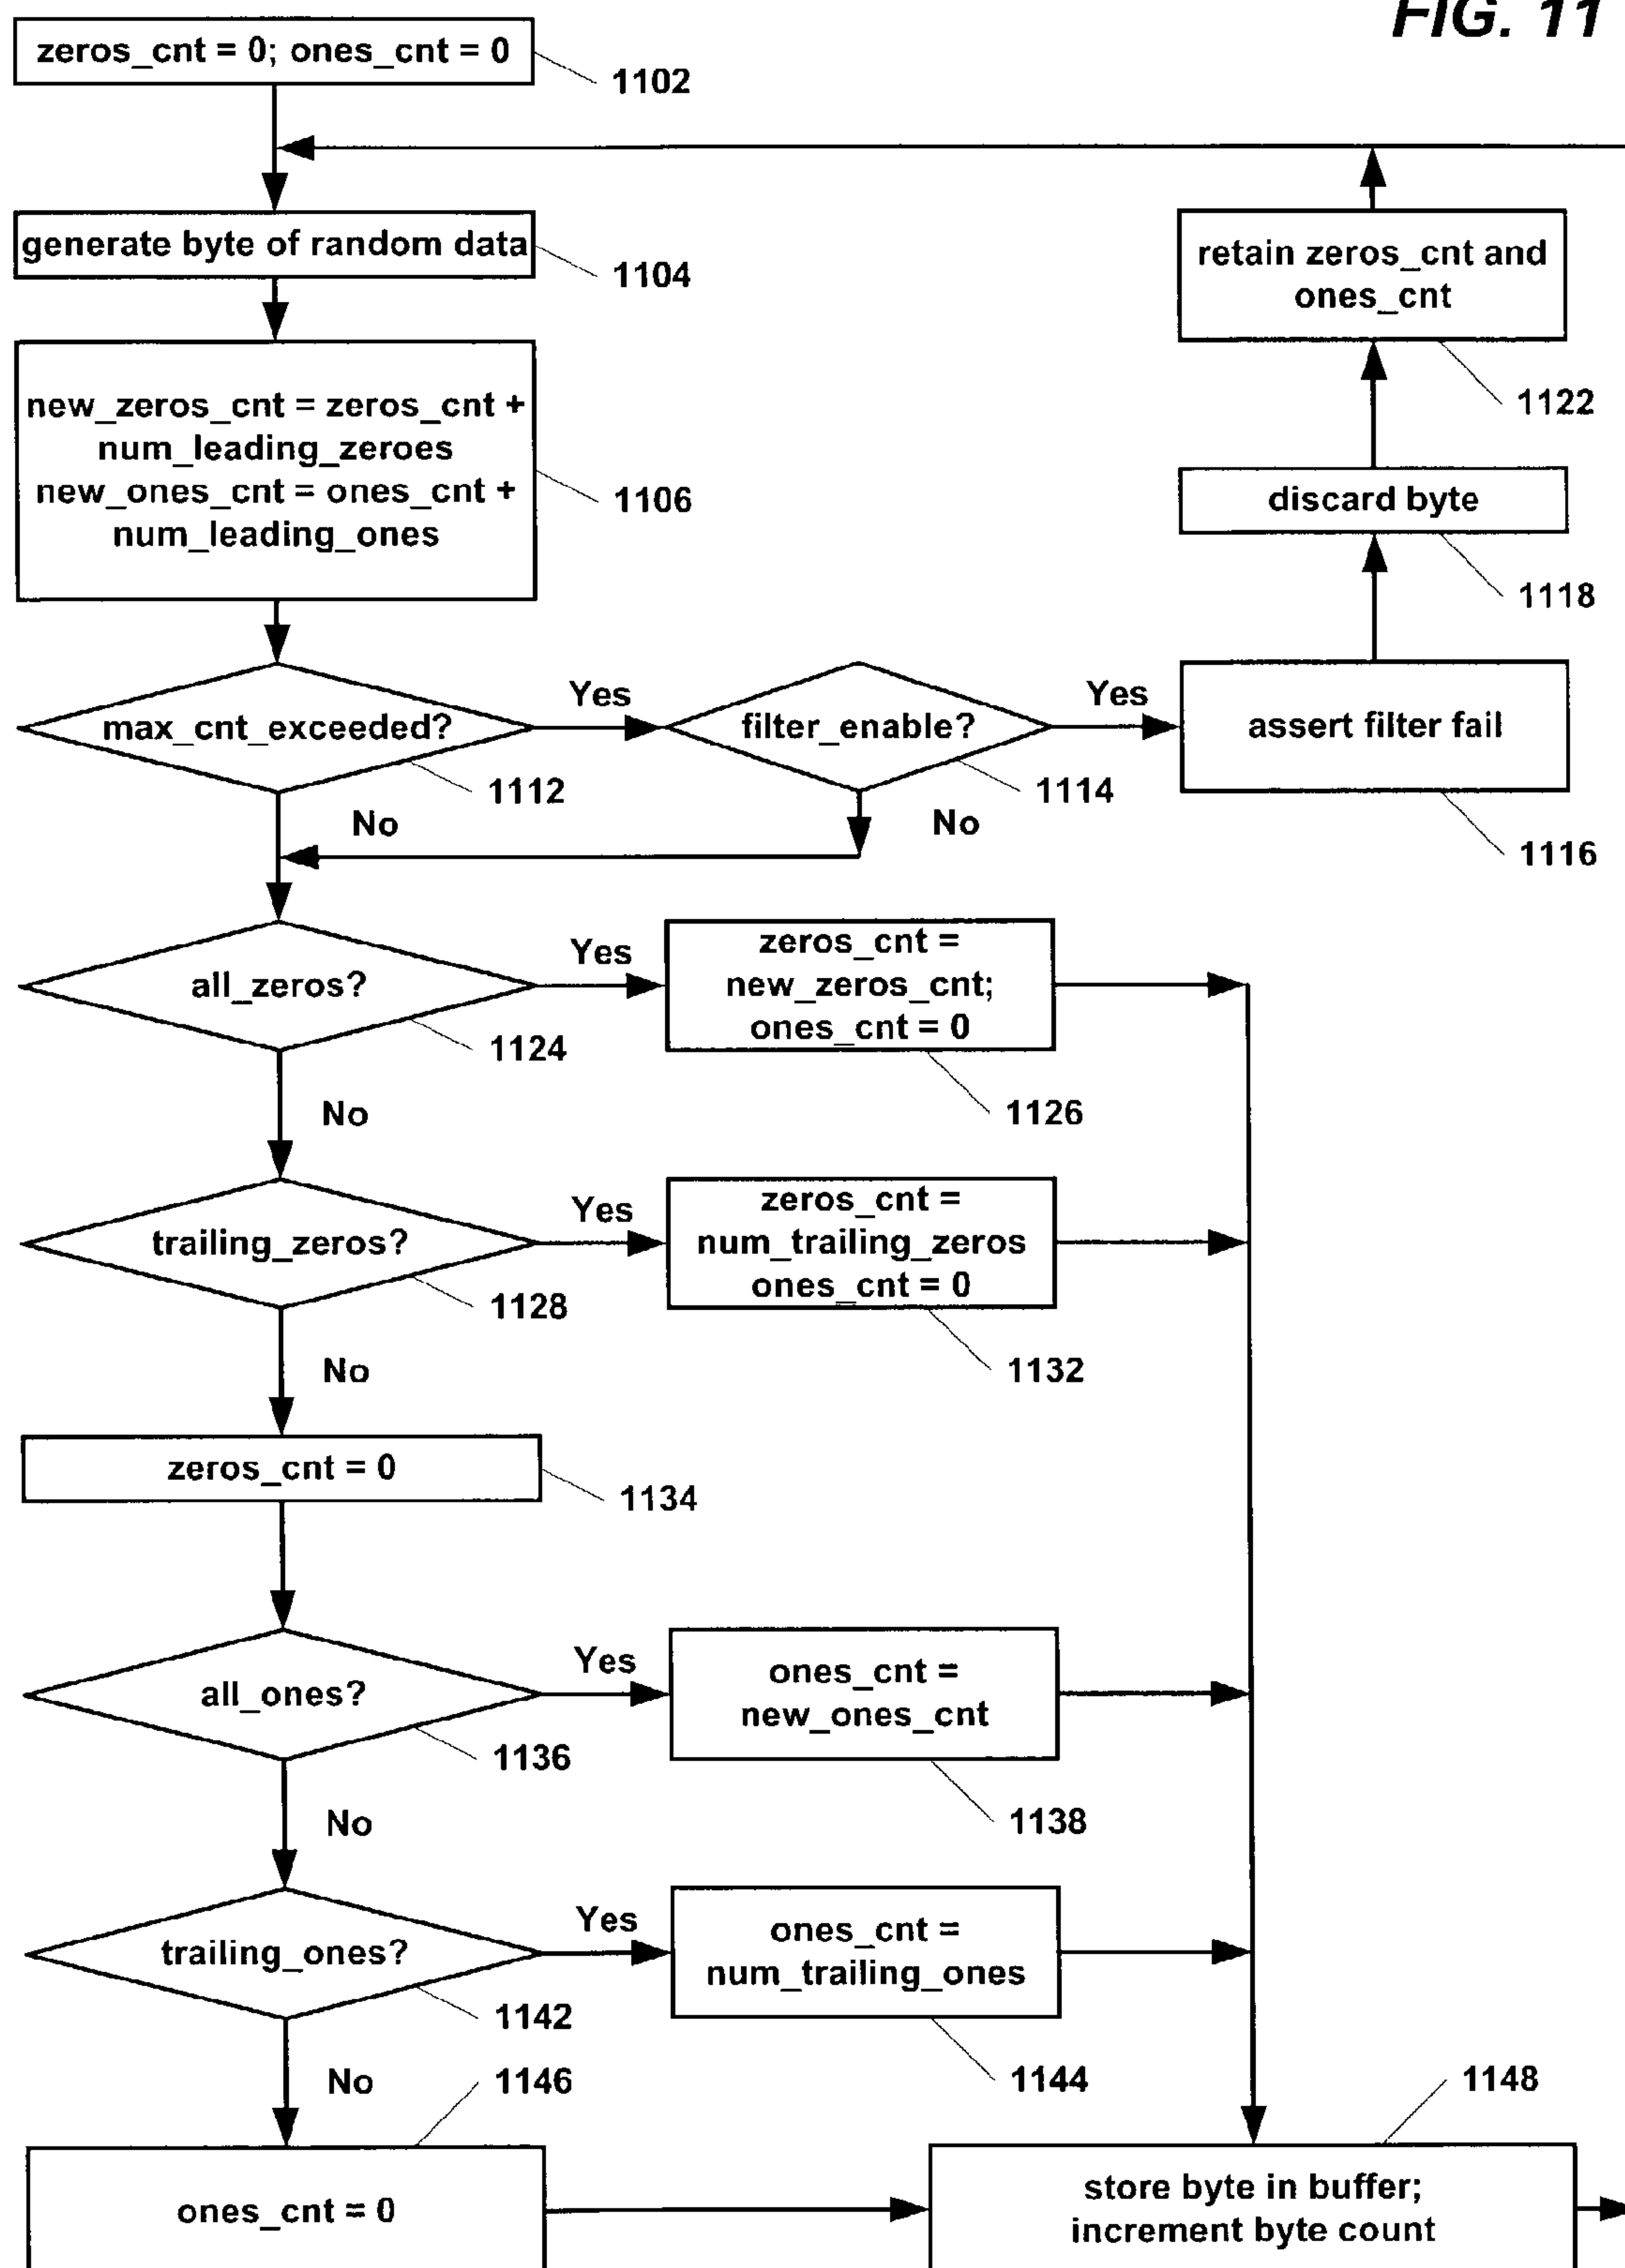 FIG. 11
zeros_cnt = 0; ones_cnt = 0
1102
generate byte of random data
1104
retain zeros_cnt and
ones_cnt
1122
new_zeros_cnt = zeros_cnt +
num_leading_zeroes
new_ones_cnt = ones_cnt +
num_leading_ones
1106
discard byte
1118
max_cnt_exceeded?
1112
Yes
No
filter_enable?
1114
Yes
No
assert filter fail
1116
all_zeros?
1124
Yes
No
zeros_cnt =
new_zeros_cnt;
ones_cnt = 0
1126
trailing_zeros?
1128
Yes
No
zeros_cnt =
num_trailing_zeros
ones_cnt = 0
1132
zeros_cnt = 0
1134
all_ones?
1136
Yes
No
ones_cnt =
new_ones_cnt
1138
trailing_ones?
1142
Yes
No
ones_cnt =
num_trailing_ones
1144
1146
ones_cnt = 0
1148
store byte in buffer;
increment byte count